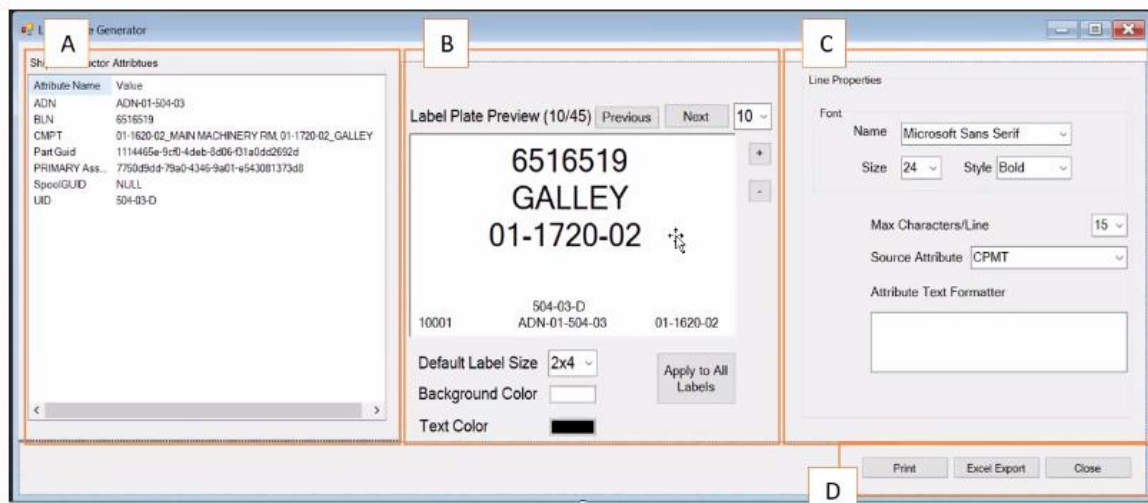 A
B
C
D
e Generator
Sh
uctor Attribtues
Atribute Name Value
ADN ADN-01-504-03
BLN 6516519
CMPT 01-1620-02_MAIN MACHINERY RM, 01-1720-02_GALLEY
Part Guid 1114465e-9cf0-4deb-8d06-f31a0dd2692d
PRIMARY Ass... 7750d9dd-79a0-4346-9a01-e543081373d8
SpoolGUID NULL
UID 504-03-D
Label Plate Preview (10/45) Previous Next 10
+
-
6516519
GALLEY
01-1720-02
504-03-D
10001 ADN-01-504-03 01-1620-02
Default Label Size 2x4
Apply to All
Labels
Background Color
Text Color
Line Properties
Font
Name Microsoft Sans Serif
Size 24 Style Bold
Max Characters/Line 15
Source Attribute CPMT
Attribute Text Formatter
Print Excel Export Close